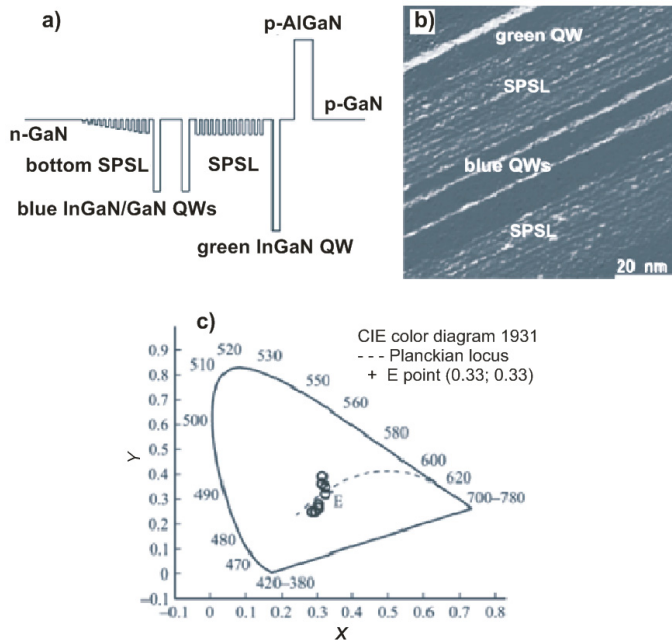 a)
p-AlGaN
p-GaN
n-GaN
bottom SPSL
SPSL
blue InGaN/GaN QWs
green InGaN QW
b)
green QW
SPSL
blue QWs
SPSL
20 nm
c)
CIE color diagram 1931
--- Planckian locus
+ E point (0.33; 0.33)
Y
0.9
0.8
0.7
0.6
0.5
0.4
0.3
0.2
0.1
0
−0.1
520
510
530
550
560
500
580
600
620
490
E
700–780
480
470
420–380
−0.1 0 0.1 0.2 0.3 0.4 0.5 0.6 0.7 0.8
X